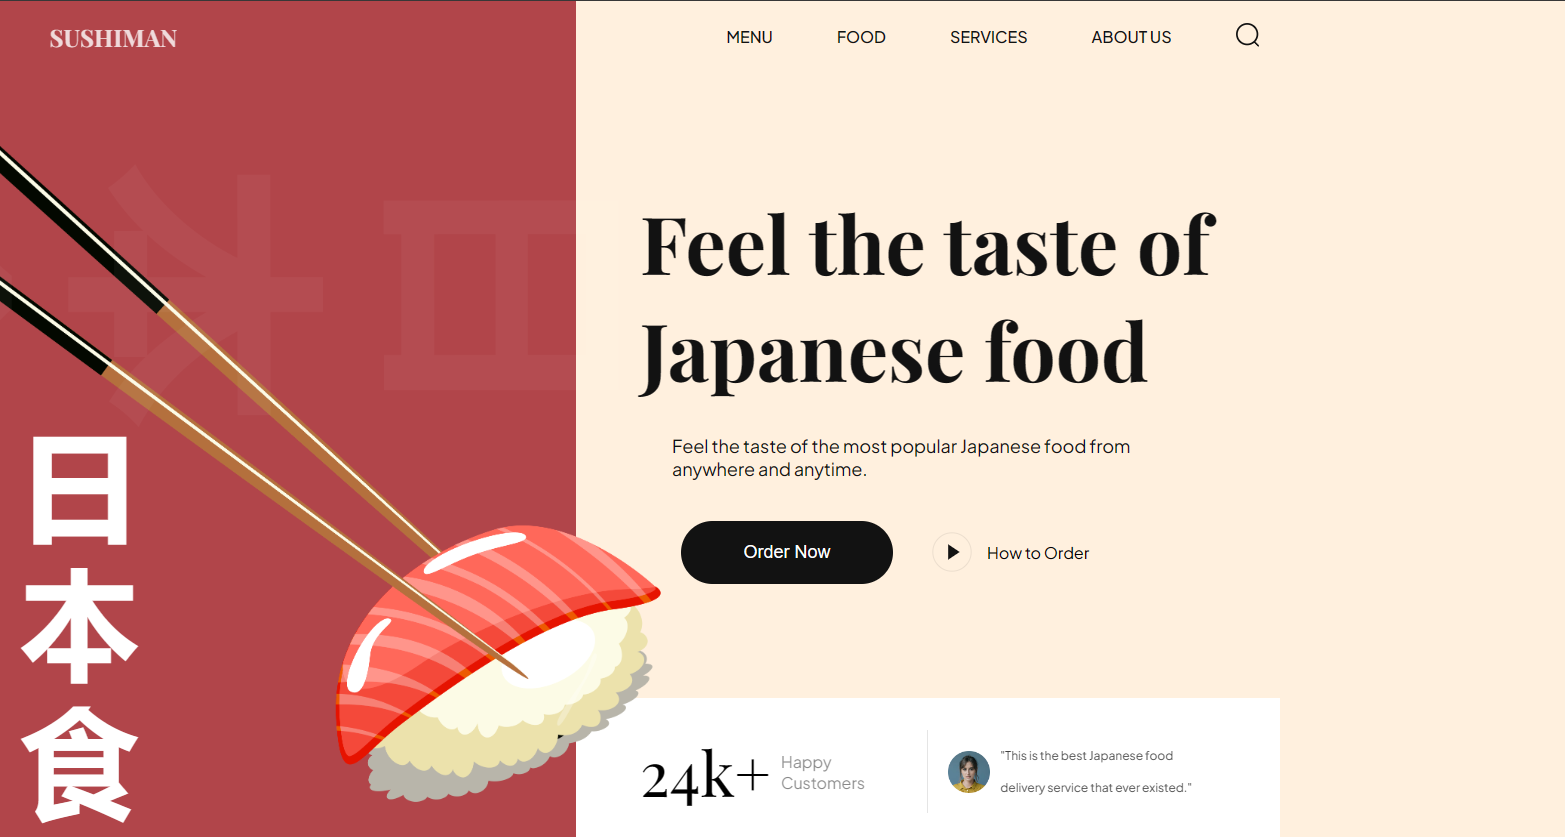 SUSHIMAN
MENU
FOOD
SERVICES
ABOUT US
Feel the taste of
Japanese food
Feel the taste of the most popular Japanese food from
anywhere and anytime.
Order Now
How to Order
日
本
食
24k+
Happy
Customers
"This is the best Japanese food
delivery service that ever existed."